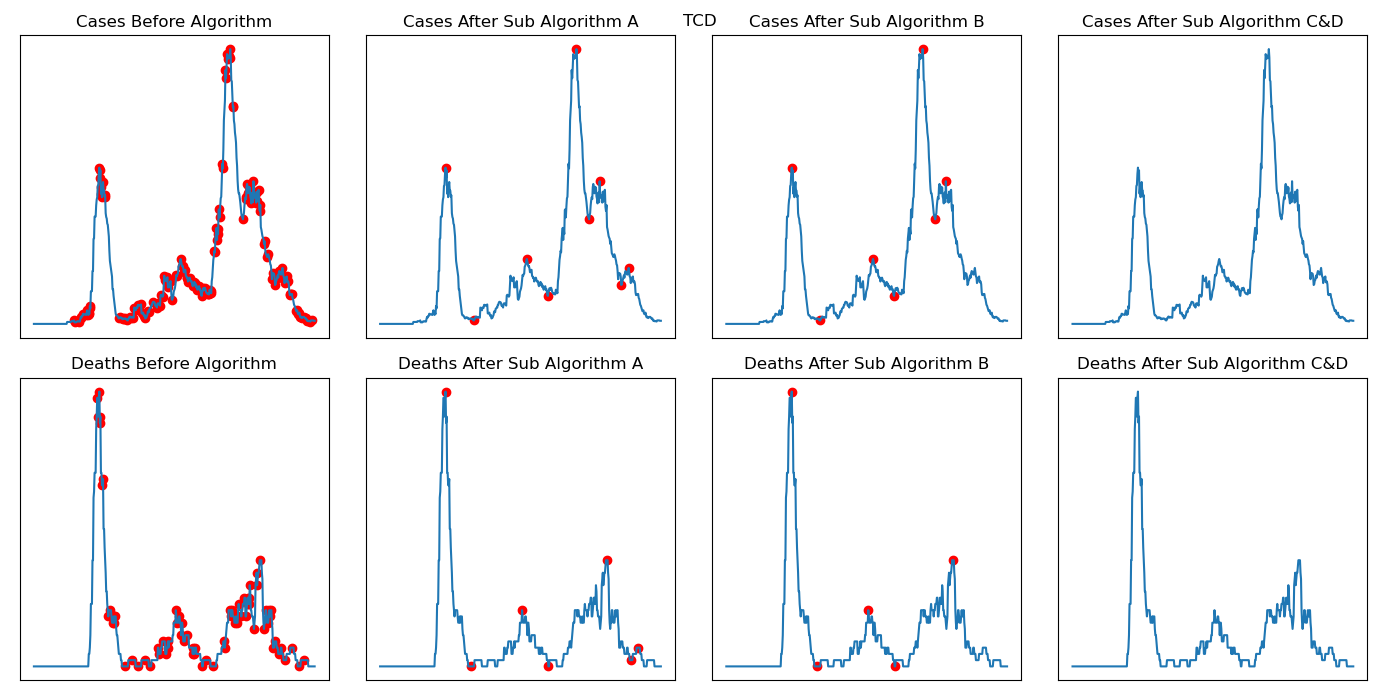 TCD
Cases Before Algorithm
Cases After Sub Algorithm A
Cases After Sub Algorithm B
Cases After Sub Algorithm C&D
Deaths Before Algorithm
Deaths After Sub Algorithm A
Deaths After Sub Algorithm B
Deaths After Sub Algorithm C&D